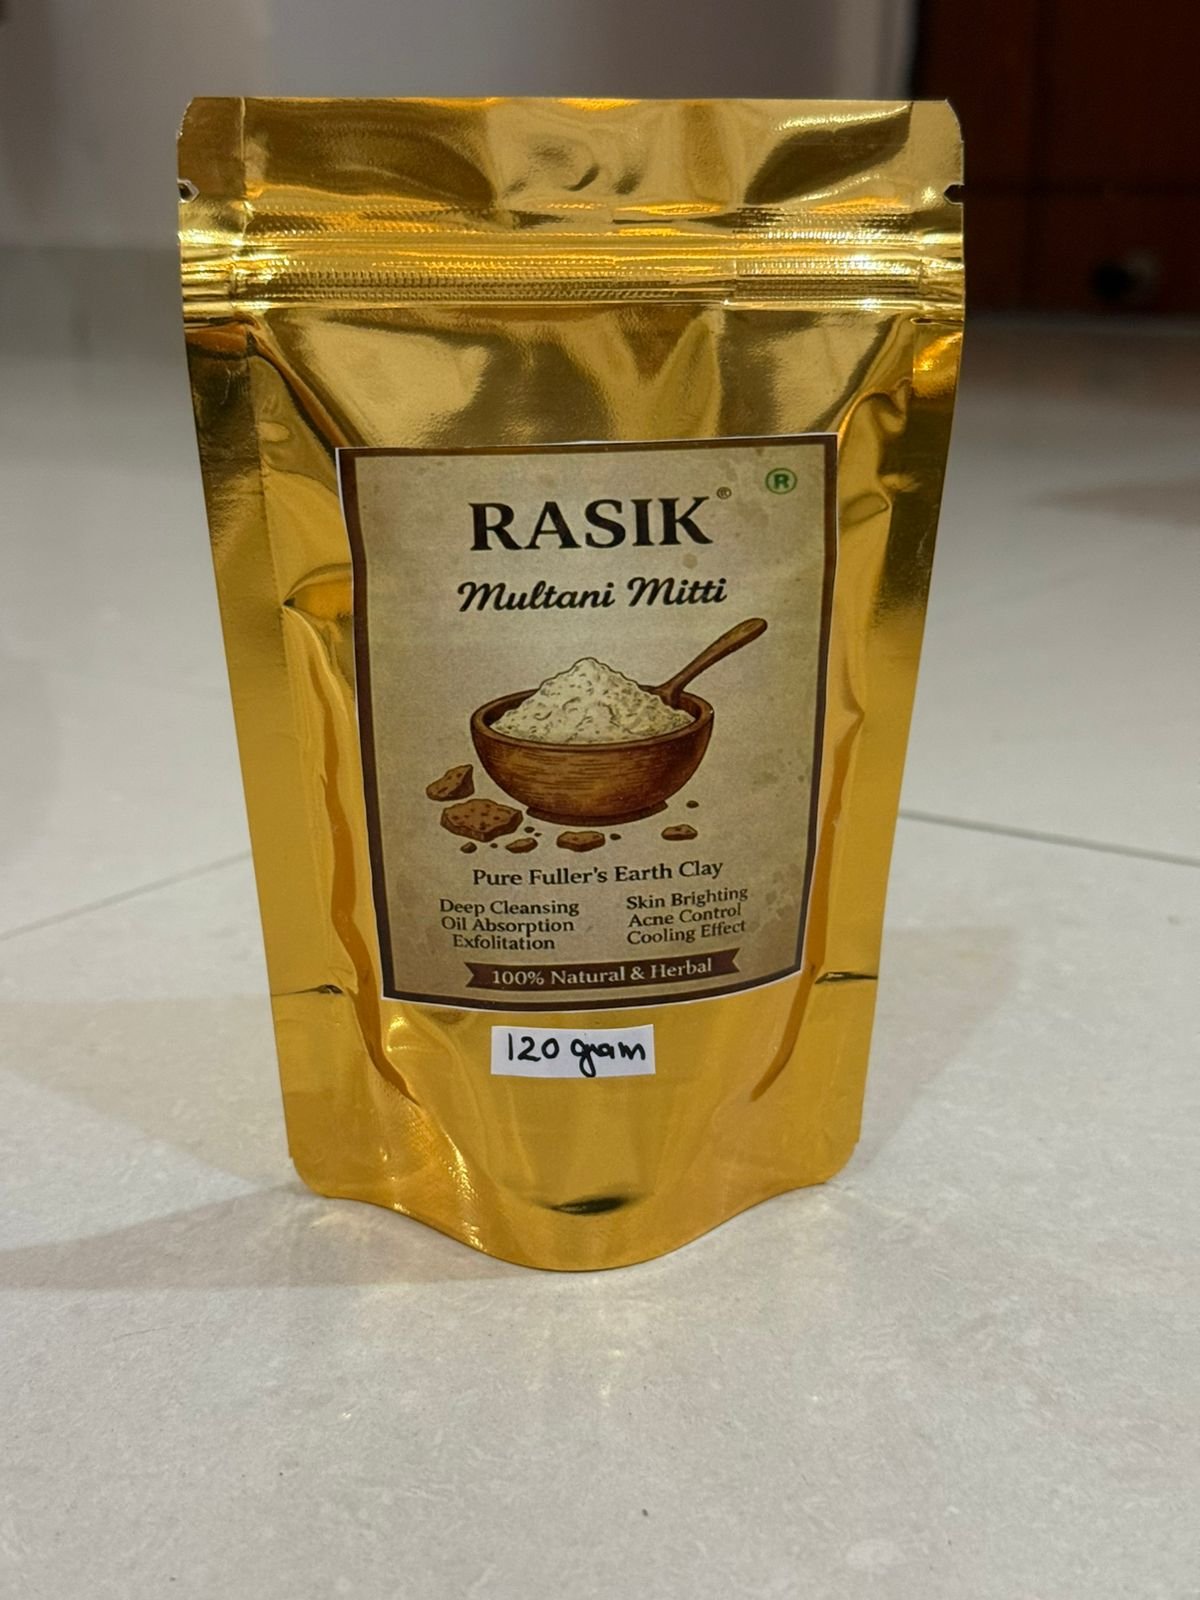 RASIK®
®
Multani Mitti
Pure Fuller's Earth Clay
Deep Cleansing
Oil Absorption
Exfolitation
Skin Brighting
Acne Control
Cooling Effect
100% Natural & Herbal
120 gram